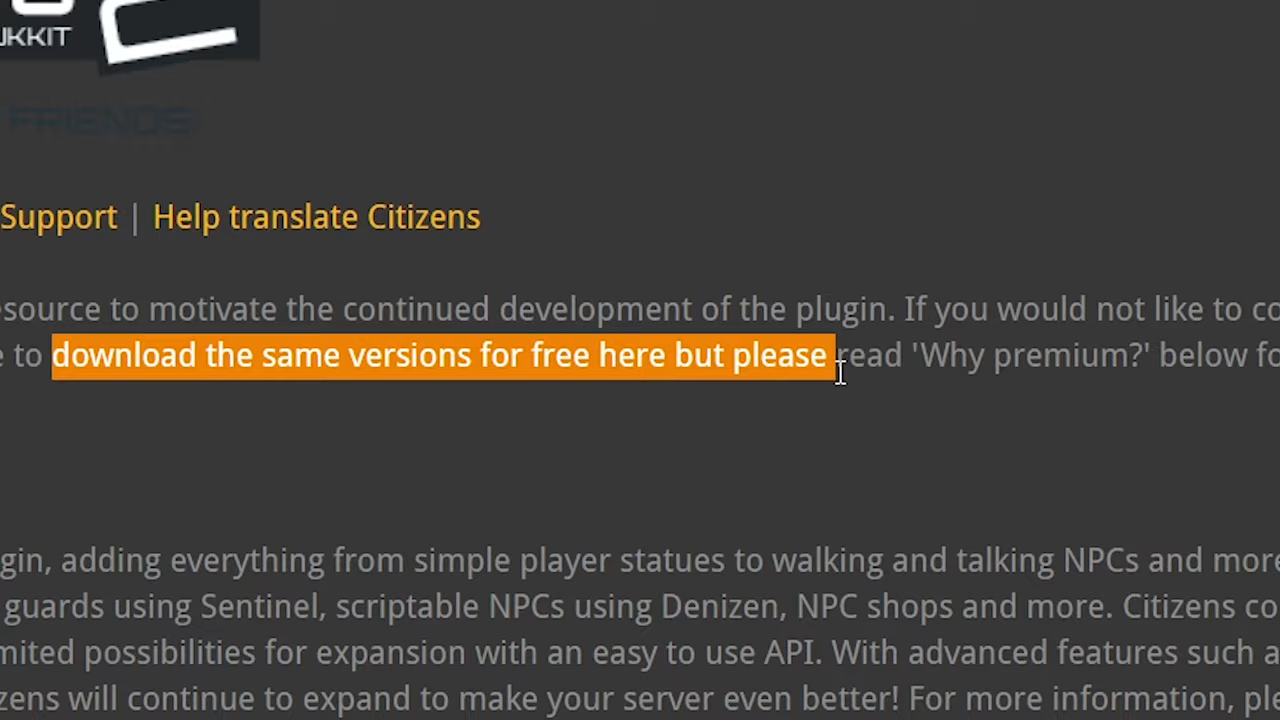 UKKIT
FRIENDS
Support | Help translate Citizens
source to motivate the continued development of the plugin. If you would not like to co
e to download the same versions for free here but please read 'Why premium?' below fo
gin, adding everything from simple player statues to walking and talking NPCs and more
guards using Sentinel, scriptable NPCs using Denizen, NPC shops and more. Citizens co
mited possibilities for expansion with an easy to use API. With advanced features such a
zens will continue to expand to make your server even better! For more information, ple